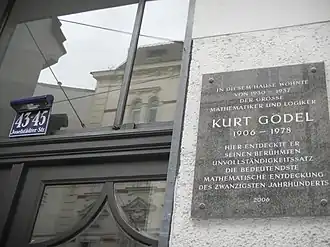 43-45
Josefstädter-Str.
IN DIESEM HAUSE WOHNTE
VON 1930 – 1937
DER GROSSE
MATHEMATIKER UND LOGIKER
KURT GÖDEL
1906 – 1978
HIER ENTDECKTE ER
SEINEN BERÜHMTEN
UNVOLLSTÄNDIGKEITSSATZ
DIE BEDEUTENDSTE
MATHEMATISCHE ENTDECKUNG
DES ZWANZIGSTEN JAHRHUNDERTS
2006